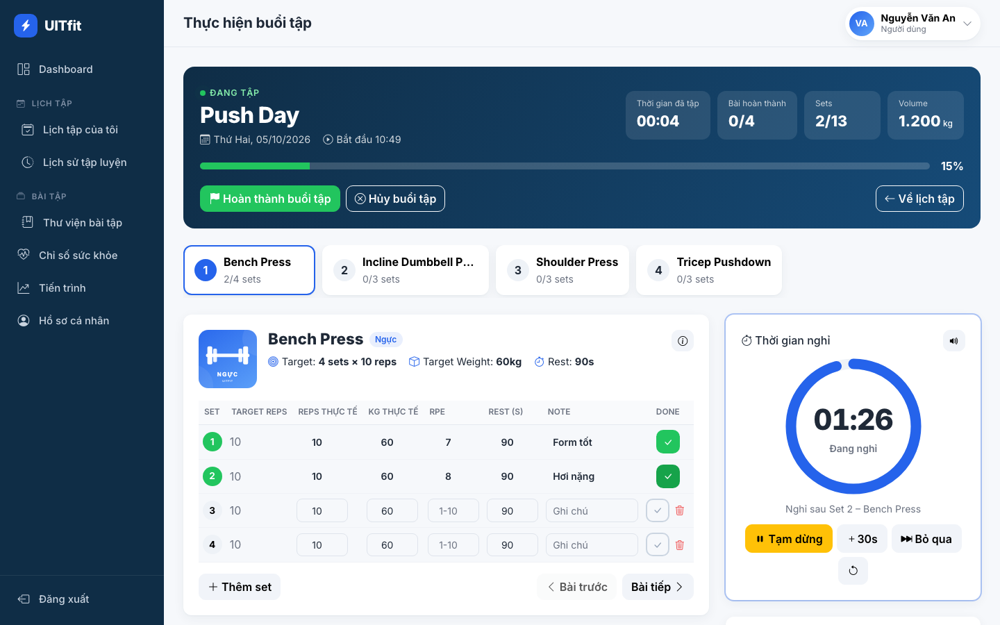 UITfit
Dashboard
LỊCH TẬP
Lịch tập của tôi
Lịch sử tập luyện
BÀI TẬP
Thư viện bài tập
Chỉ số sức khỏe
Tiến trình
Hồ sơ cá nhân
Đăng xuất
Thực hiện buổi tập
VA
Nguyễn Văn An
Người dùng
ĐANG TẬP
Push Day
Thứ Hai, 05/10/2026 Bắt đầu 10:49
Thời gian đã tập
00:04
Bài hoàn thành
0/4
Sets
2/13
Volume
1.200 kg
15%
Hoàn thành buổi tập Hủy buổi tập Về lịch tập
1 Bench Press
2/4 sets
2 Incline Dumbbell P...
0/3 sets
3 Shoulder Press
0/3 sets
4 Tricep Pushdown
0/3 sets
NGỰC
UITFIT
Bench Press Ngực
Target: 4 sets × 10 reps Target Weight: 60kg Rest: 90s
SET TARGET REPS REPS THỰC TẾ KG THỰC TẾ RPE REST (S) NOTE DONE
1 10 10 60 7 90 Form tốt
2 10 10 60 8 90 Hơi nặng
3 10 10 60 1-10 90 Ghi chú
4 10 10 60 1-10 90 Ghi chú
Thêm set Bài trước Bài tiếp
Thời gian nghỉ
01:26
Đang nghỉ
Nghỉ sau Set 2 – Bench Press
Tạm dừng + 30s Bỏ qua